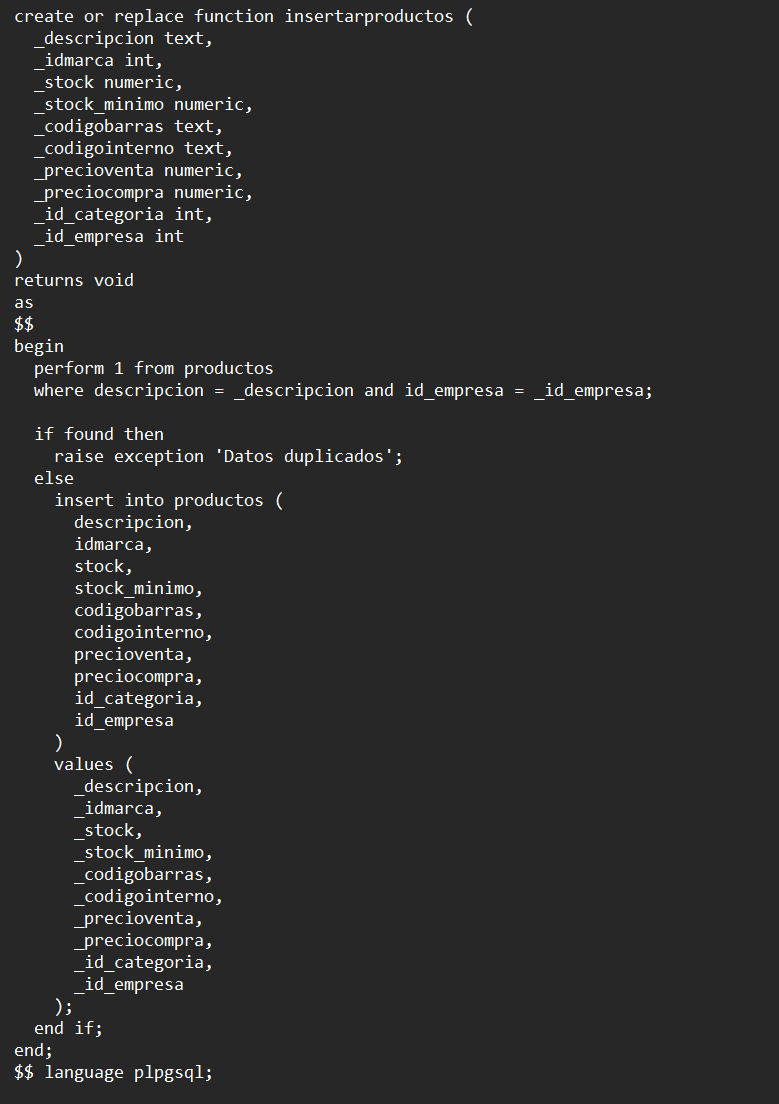 create or replace function insertarproductos (
  _descripcion text,
  _idmarca int,
  _stock numeric,
  _stock_minimo numeric,
  _codigobarras text,
  _codigointerno text,
  _precioventa numeric,
  _preciocompra numeric,
  _id_categoria int,
  _id_empresa int
)
returns void
as
$$
begin
  perform 1 from productos
  where descripcion = _descripcion and id_empresa = _id_empresa;

  if found then
    raise exception 'Datos duplicados';
  else
    insert into productos (
      descripcion,
      idmarca,
      stock,
      stock_minimo,
      codigobarras,
      codigointerno,
      precioventa,
      preciocompra,
      id_categoria,
      id_empresa
    )
    values (
      _descripcion,
      _idmarca,
      _stock,
      _stock_minimo,
      _codigobarras,
      _codigointerno,
      _precioventa,
      _preciocompra,
      _id_categoria,
      _id_empresa
    );
  end if;
end;
$$ language plpgsql;